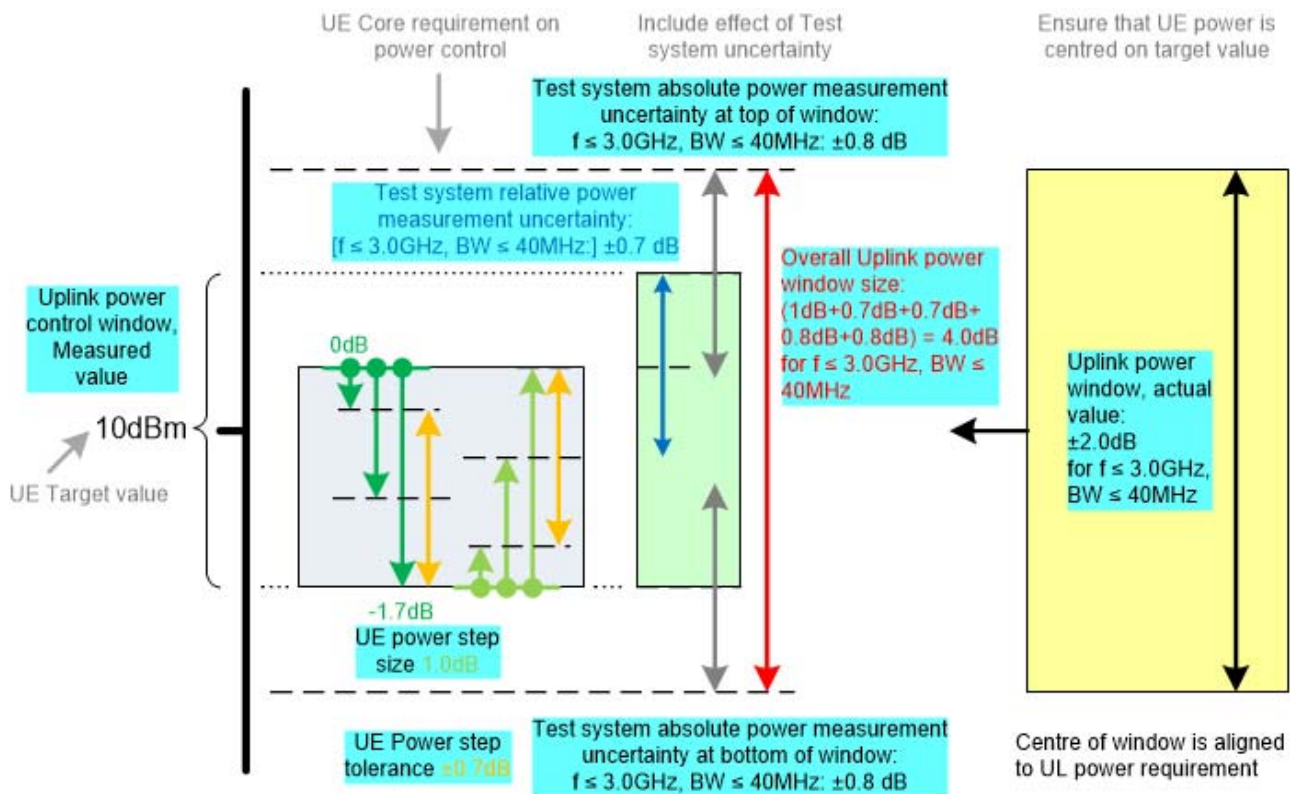 UE Core requirement on
power control
Include effect of Test
system uncertainty
Ensure that UE power is
centred on target value
Test system absolute power measurement
uncertainty at top of window:
f ≤ 3.0GHz, BW ≤ 40MHz: ±0.8 dB
Test system relative power
measurement uncertainty:
[f ≤ 3.0GHz, BW ≤ 40MHz:] ±0.7 dB
Uplink power
control window,
Measured
value
10dBm
UE Target value
0dB
-1.7dB
UE power step
size 1.0dB
UE Power step
tolerance ±0.7dB
Overall Uplink power
window size:
(1dB+0.7dB+0.7dB+
0.8dB+0.8dB) = 4.0dB
for f ≤ 3.0GHz, BW ≤
40MHz
Test system absolute power measurement
uncertainty at bottom of window:
f ≤ 3.0GHz, BW ≤ 40MHz: ±0.8 dB
Uplink power
window, actual
value:
±2.0dB
for f ≤ 3.0GHz,
BW ≤ 40MHz
Centre of window is aligned
to UL power requirement